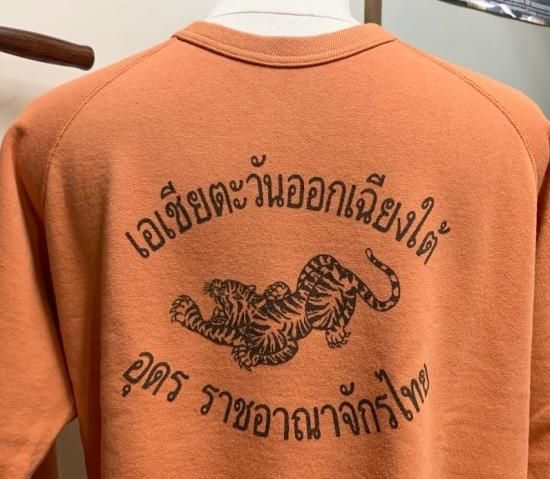 เอเชียตะวันออกเฉียงใต้
อุดร ราชอาณาจักรไทย